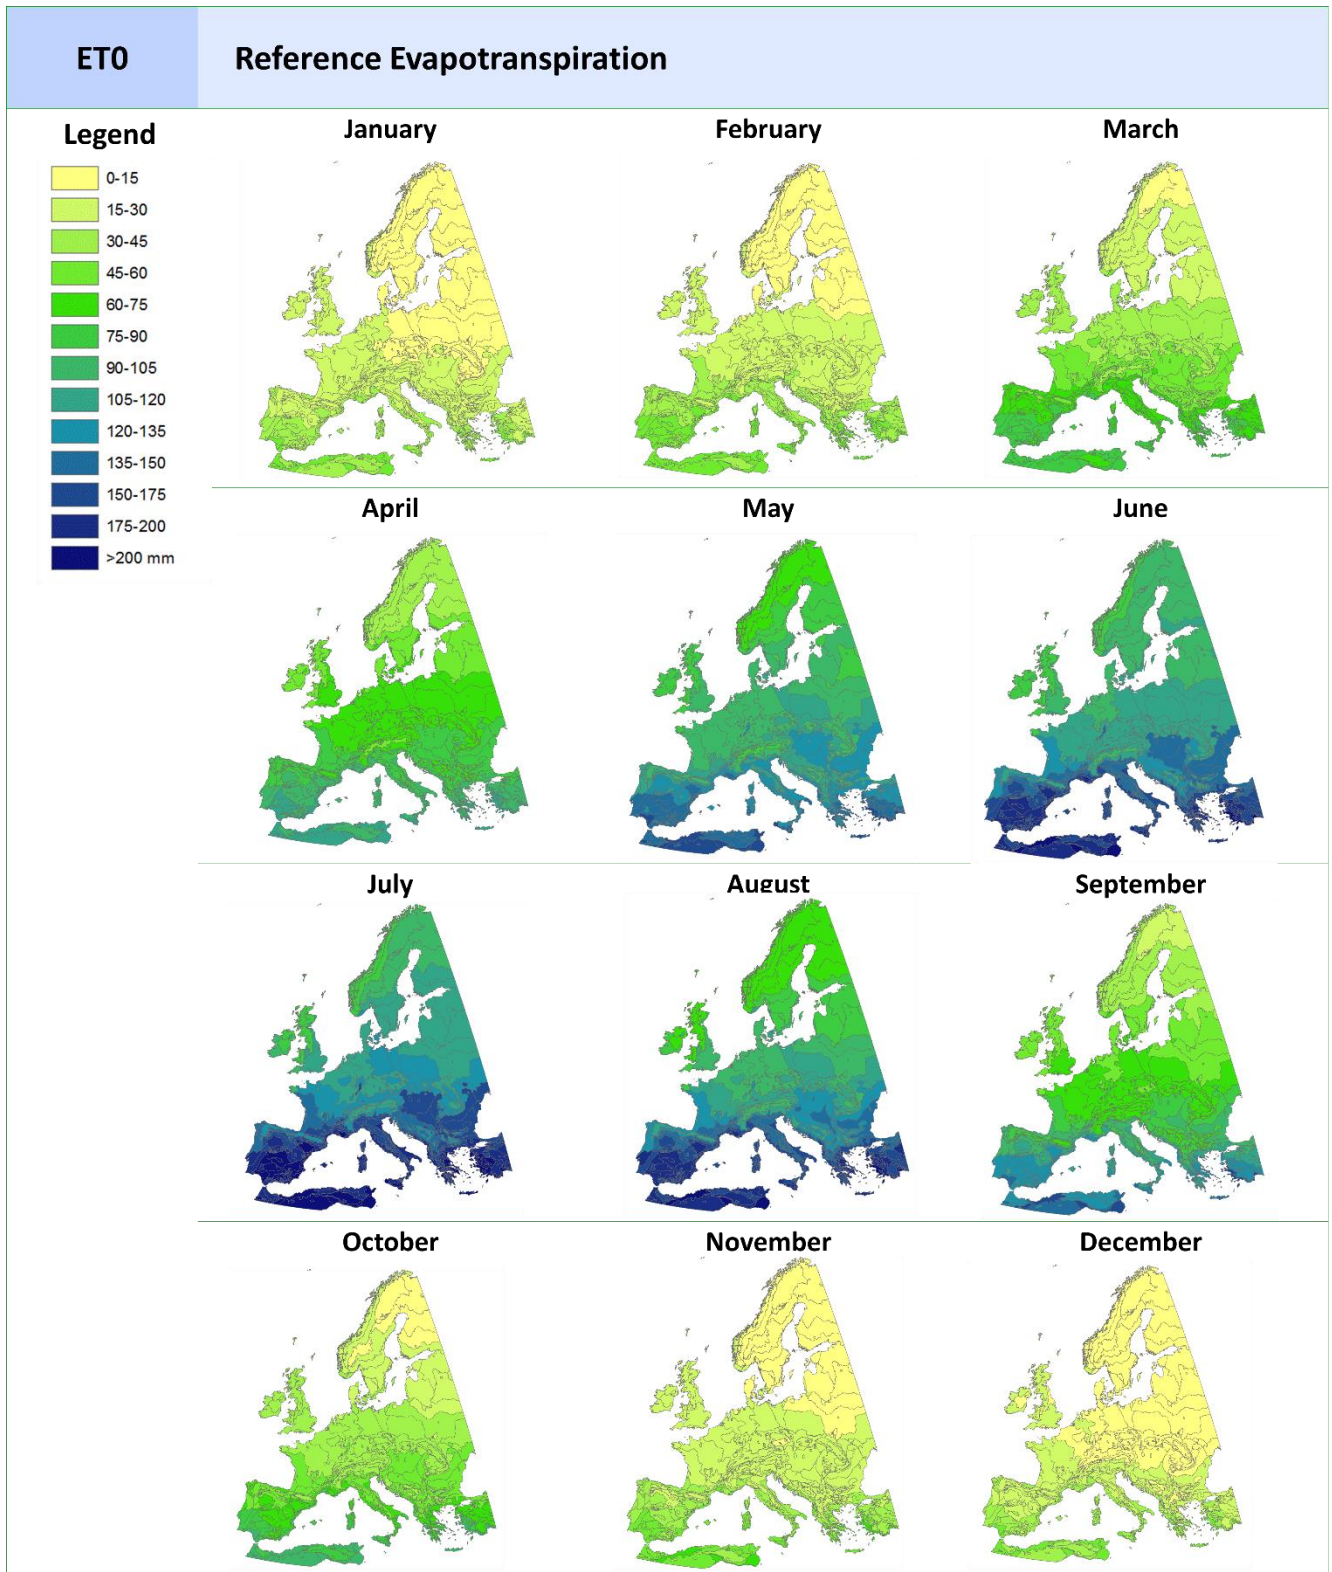 ET0 Reference Evapotranspiration
Legend
0-15
15-30
30-45
45-60
60-75
75-90
90-105
105-120
120-135
135-150
150-175
175-200
>200 mm
January February March
April May June
July August September
October November December